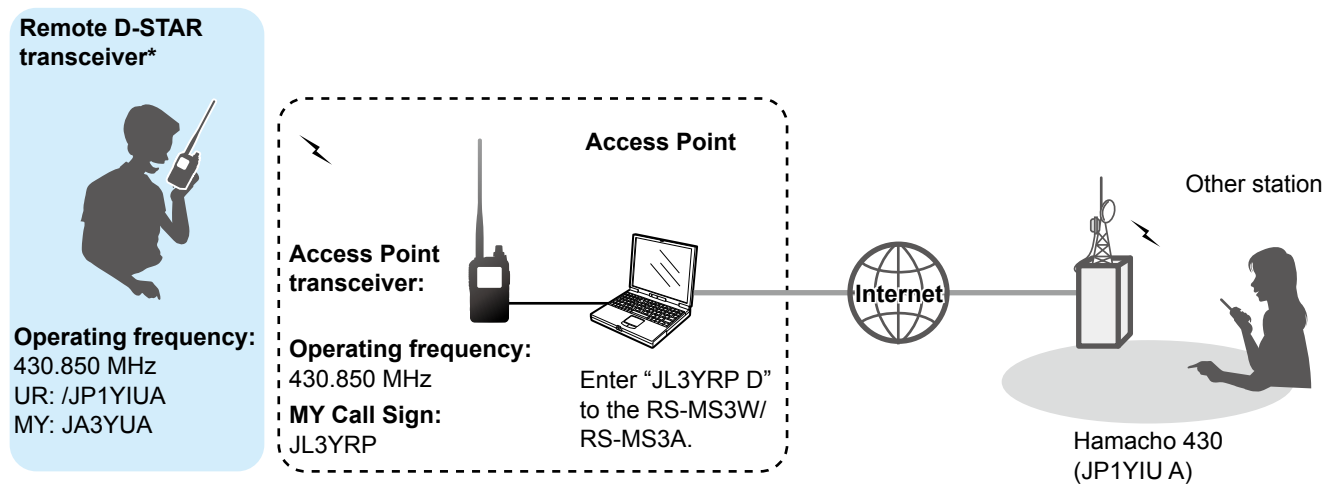 Remote D-STAR
transceiver*
Operating frequency:
430.850 MHz
UR: /JP1YIUA
MY: JA3YUA
Access Point
Access Point
transceiver:
Operating frequency:
430.850 MHz
MY Call Sign:
JL3YRP
Enter “JL3YRP D”
to the RS-MS3W/
RS-MS3A.
Internet
Other station
Hamacho 430
(JP1YIU A)